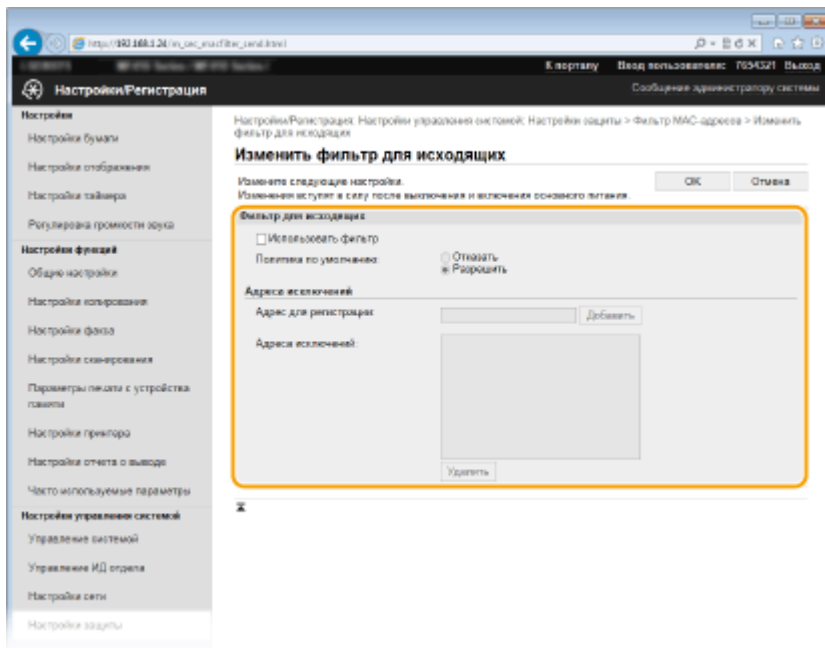 К порталу Вход пользователя: 7654321 Выход
Настройки/Регистрация
Сообщение администратору системы
Настройки
Настройки бумаги
Настройки отображения
Настройки таймера
Регулировка громкости звука
Настройки функций
Общие настройки
Настройки копирования
Настройки факса
Настройки сканирования
Параметры печати с устройства
памяти
Настройки принтера
Настройки отчета о выводе
Часто используемые параметры
Настройки управления системой
Управление системой
Управление ИД отдела
Настройки сети
Настройки защиты
Настройки/Регистрация: Настройки управления системой: Настройки защиты > Фильтр MAC-адресов > Изменить
фильтр для исходящих
Изменить фильтр для исходящих
Измените следующие настройки.
Изменения вступят в силу после выключения и включения основного питания.
OK Отмена
Фильтр для исходящих
Использовать фильтр
Политика по умолчанию:
Отказать
Разрешить
Адреса исключений
Адрес для регистрации:
Добавить
Адреса исключений:
Удалить